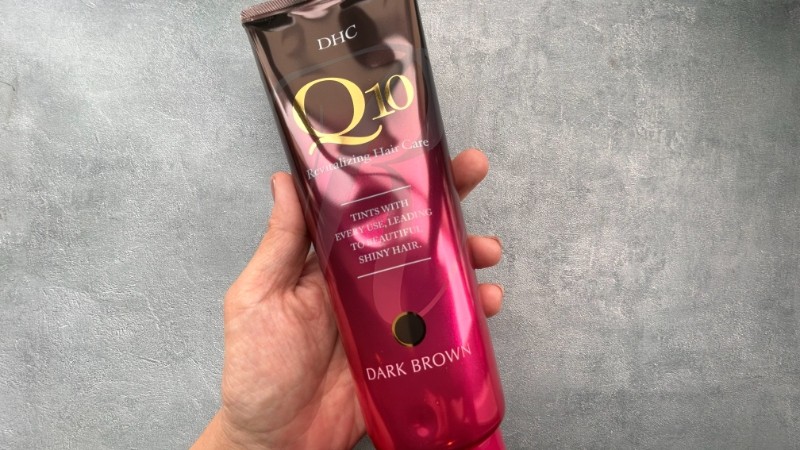 DHC
Q10
Revitalizing Hair Care
TINTS WITH
EVERY USE, LEADING
TO BEAUTIFUL
SHINY HAIR.
DARK BROWN